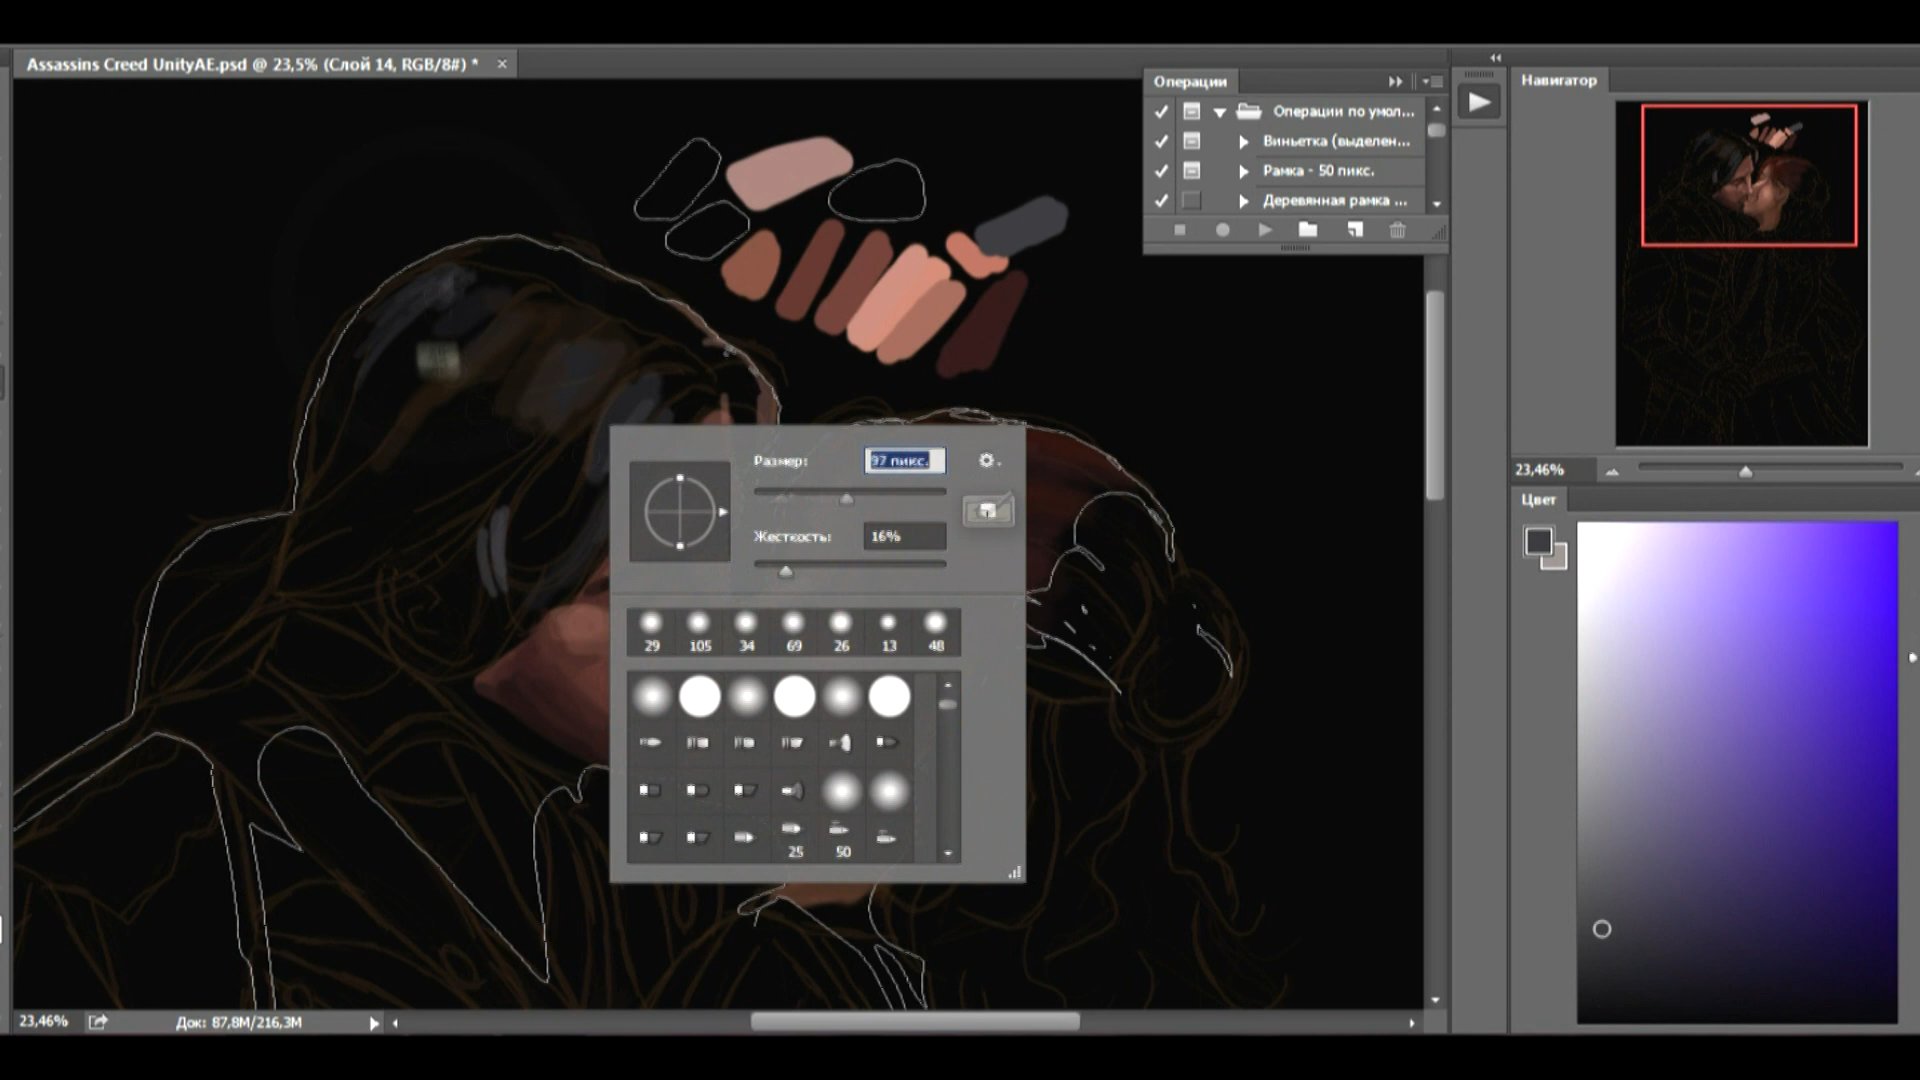 Assassins Creed UnityAE.psd @ 23,5% (Слой 14, RGB/8#) *
Операции
Операции по умол...
Виньетка (выделен...
Рамка - 50 пикс.
Деревянная рамка ...
Навигатор
23,46%
Цвет
Размер:
97 пикс.
Жесткость:
16%
29 105 34 69 26 13 48
25 50
23,46%
Док: 87,8M/216,3M